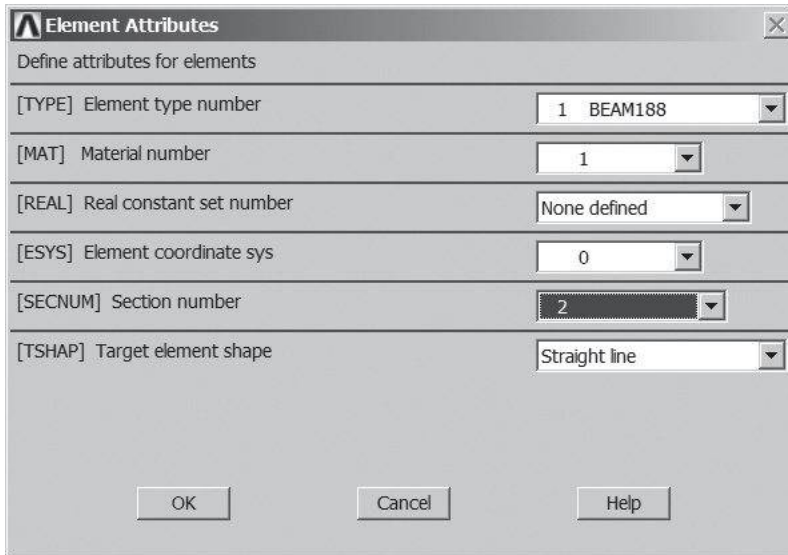 Element Attributes
Define attributes for elements
[TYPE] Element type number 1 BEAM188
[MAT] Material number 1
[REAL] Real constant set number None defined
[ESYS] Element coordinate sys 0
[SECNUM] Section number 2
[TSHAP] Target element shape Straight line
OK Cancel Help